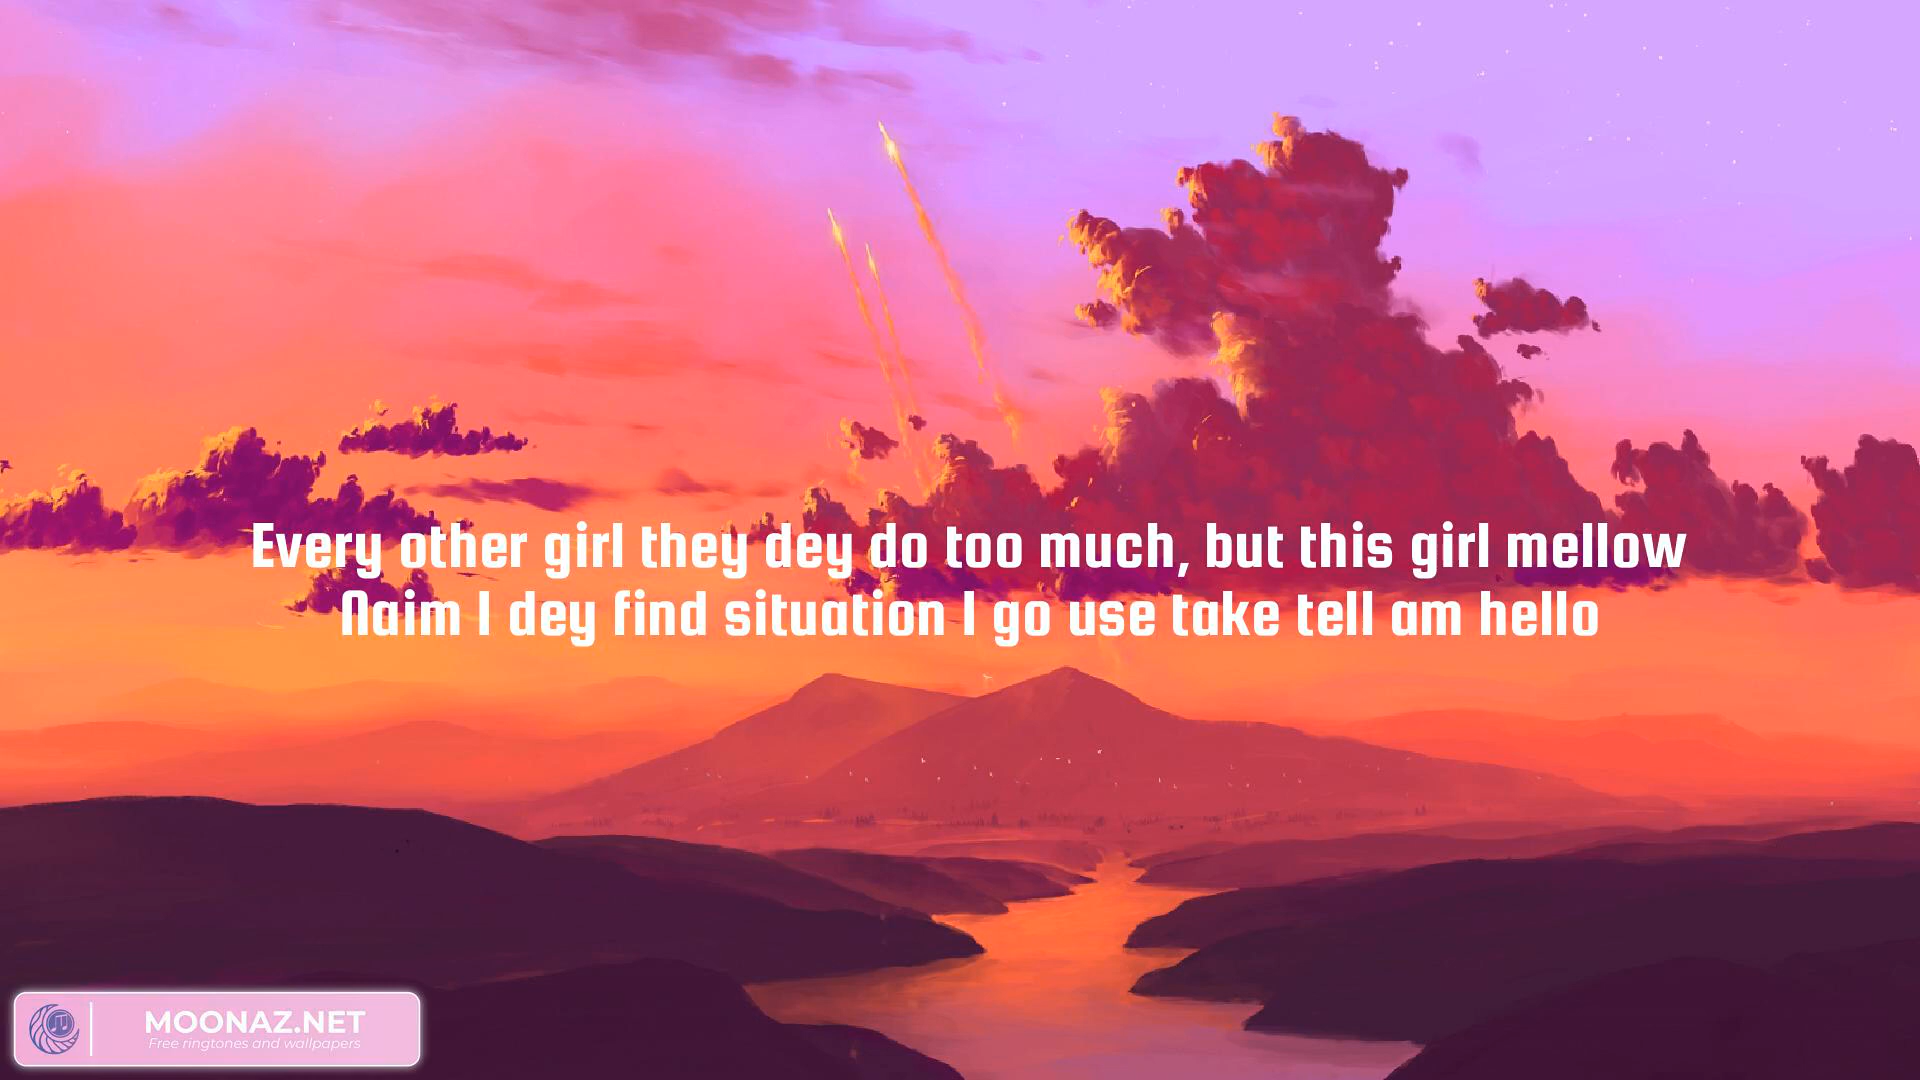 Every other girl they dey do too much, but this girl mellow
Naim I dey find situation I go use take tell am hello
MOONAZ.NET
Free ringtones and wallpapers